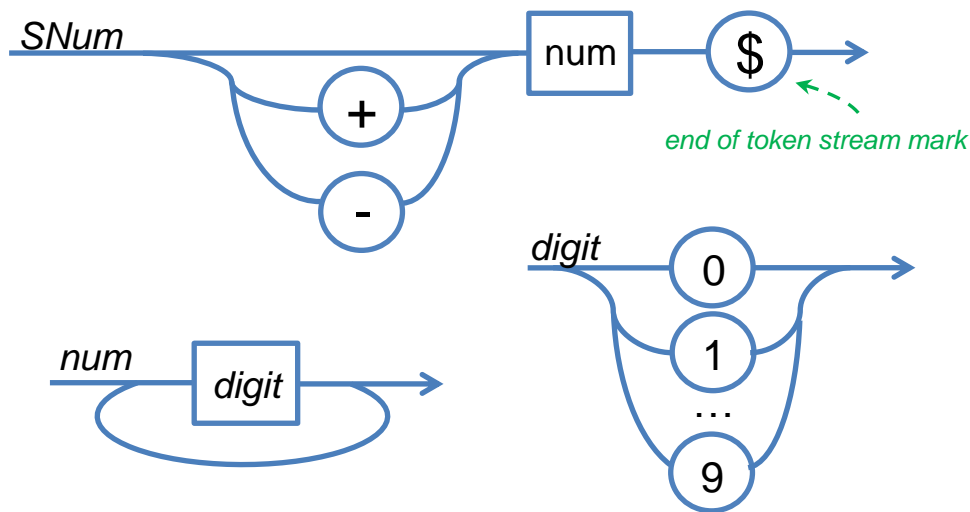 SNum
num
$
+
end of token stream mark
-
digit
0
num
digit
1
...
9